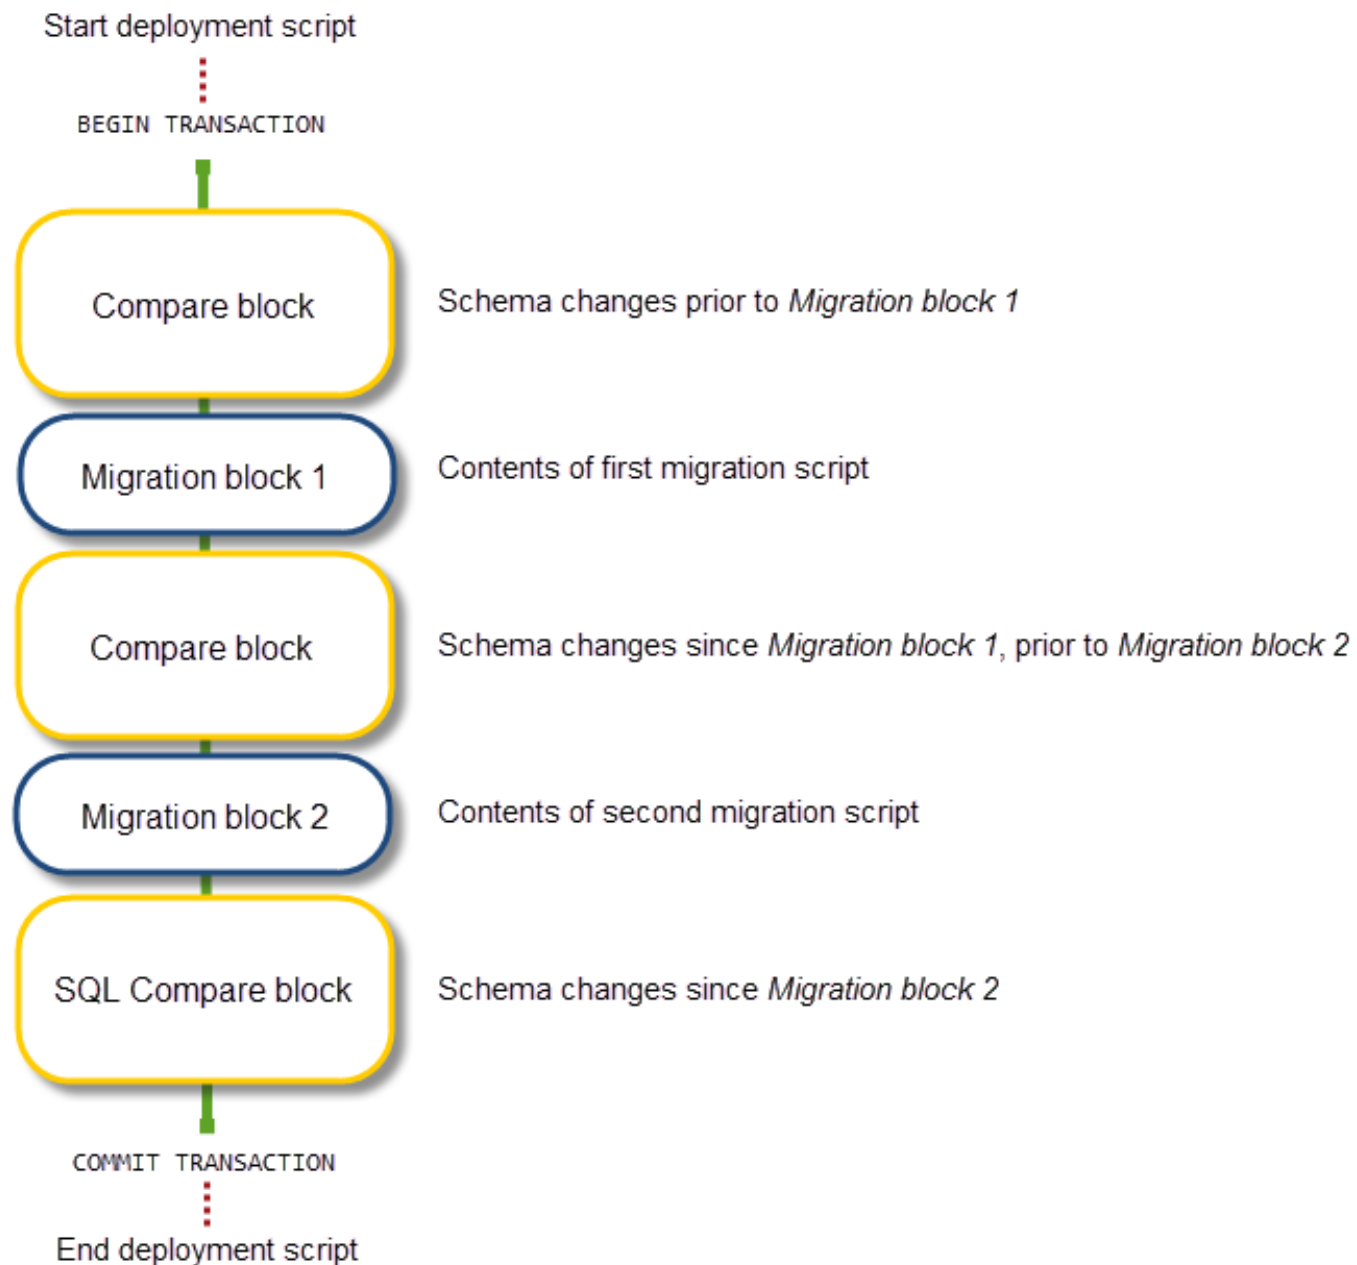 Start deployment script
BEGIN TRANSACTION
Compare block
Schema changes prior to Migration block 1
Migration block 1
Contents of first migration script
Compare block
Schema changes since Migration block 1, prior to Migration block 2
Migration block 2
Contents of second migration script
SQL Compare block
Schema changes since Migration block 2
COMMIT TRANSACTION
End deployment script